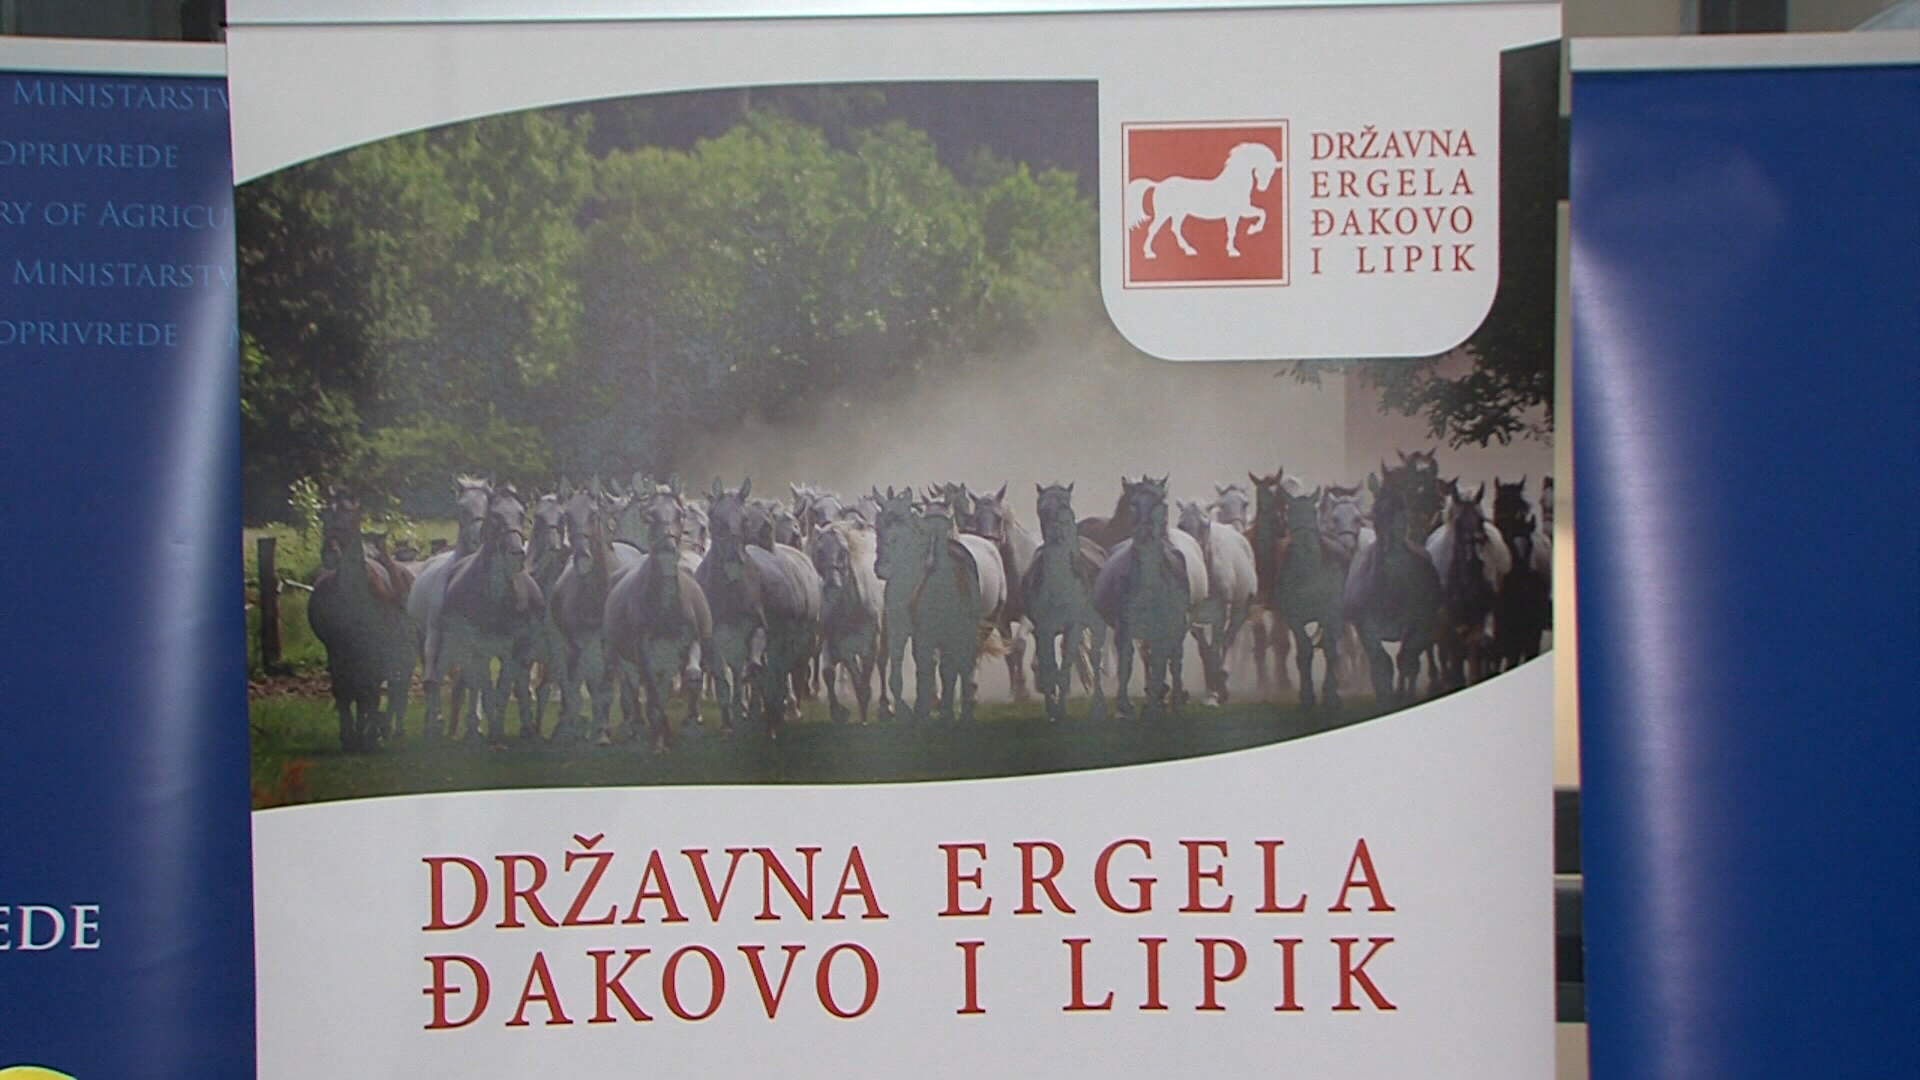 MINISTARSTV
OPRIVREDE
RY OF AGRICU
MINISTARSTV
OPRIVREDE
EDE
DRŽAVNA
ERGELA
ĐAKOVO
I LIPIK
DRŽAVNA ERGELA
ĐAKOVO I LIPIK